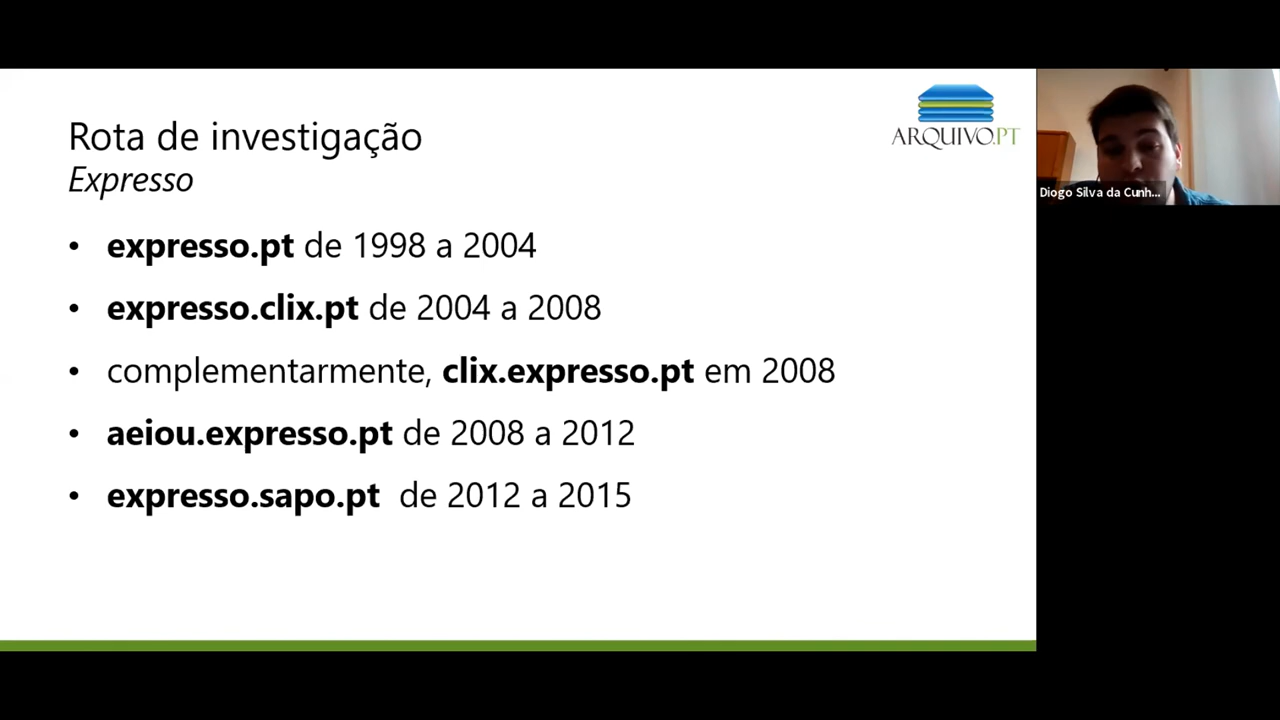 Rota de investigação
Expresso
• expresso.pt de 1998 a 2004
• expresso.clix.pt de 2004 a 2008
• complementarmente, clix.expresso.pt em 2008
• aeiou.expresso.pt de 2008 a 2012
• expresso.sapo.pt de 2012 a 2015
ARQUIVO.PT
Diogo Silva da Cunh...